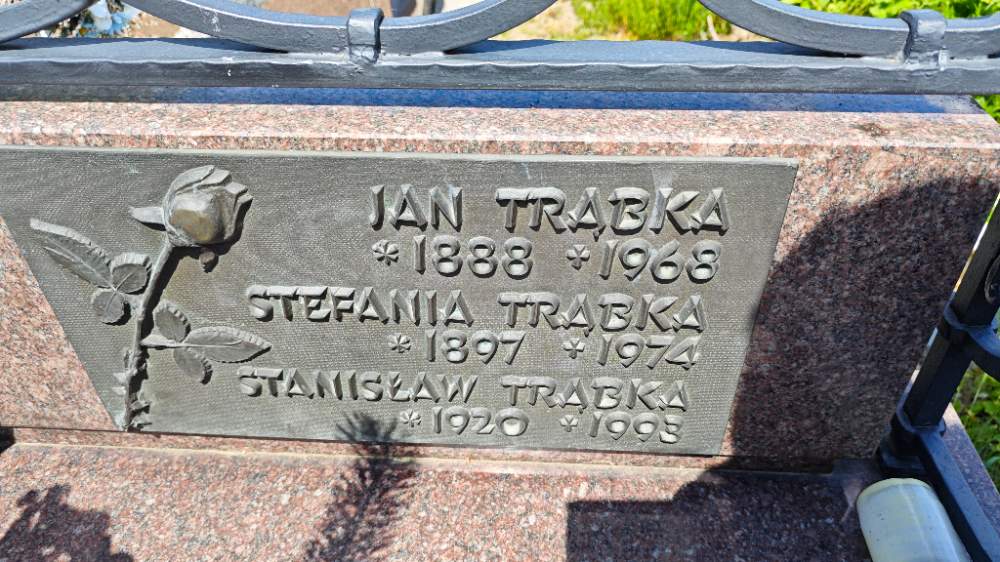 JAN TRĄBKA
* 1888 * 1968
STEFANIA TRĄBKA
* 1897 * 1974
STANISŁAW TRĄBKA
* 1920 * 1993